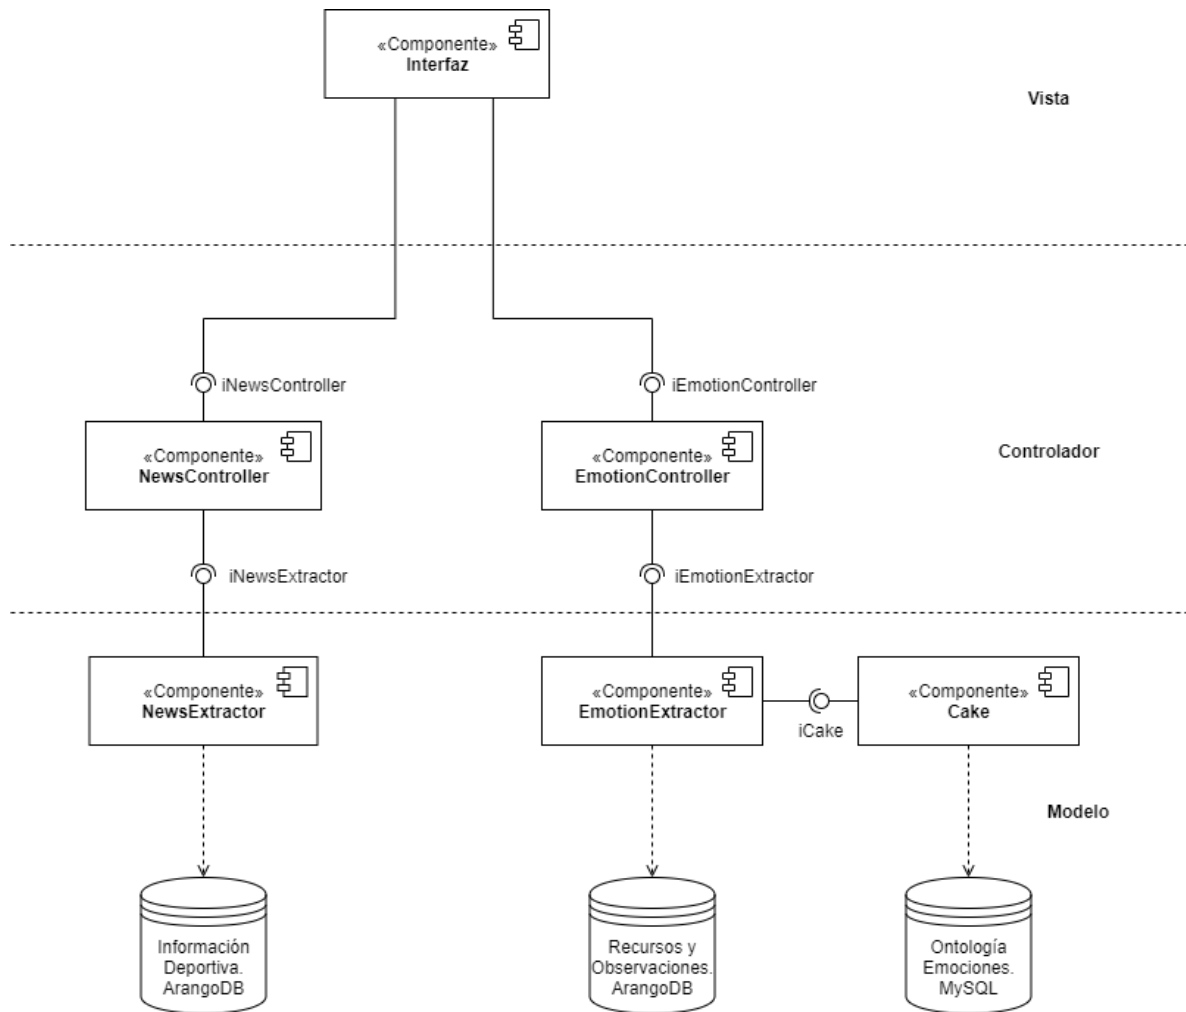 «Componente»
Interfaz
Vista
iNewsController
iEmotionController
«Componente»
NewsController
«Componente»
EmotionController
Controlador
iNewsExtractor
iEmotionExtractor
«Componente»
NewsExtractor
«Componente»
EmotionExtractor
iCake
«Componente»
Cake
Modelo
Información
Deportiva.
ArangoDB
Recursos y
Observaciones.
ArangoDB
Ontología
Emociones.
MySQL